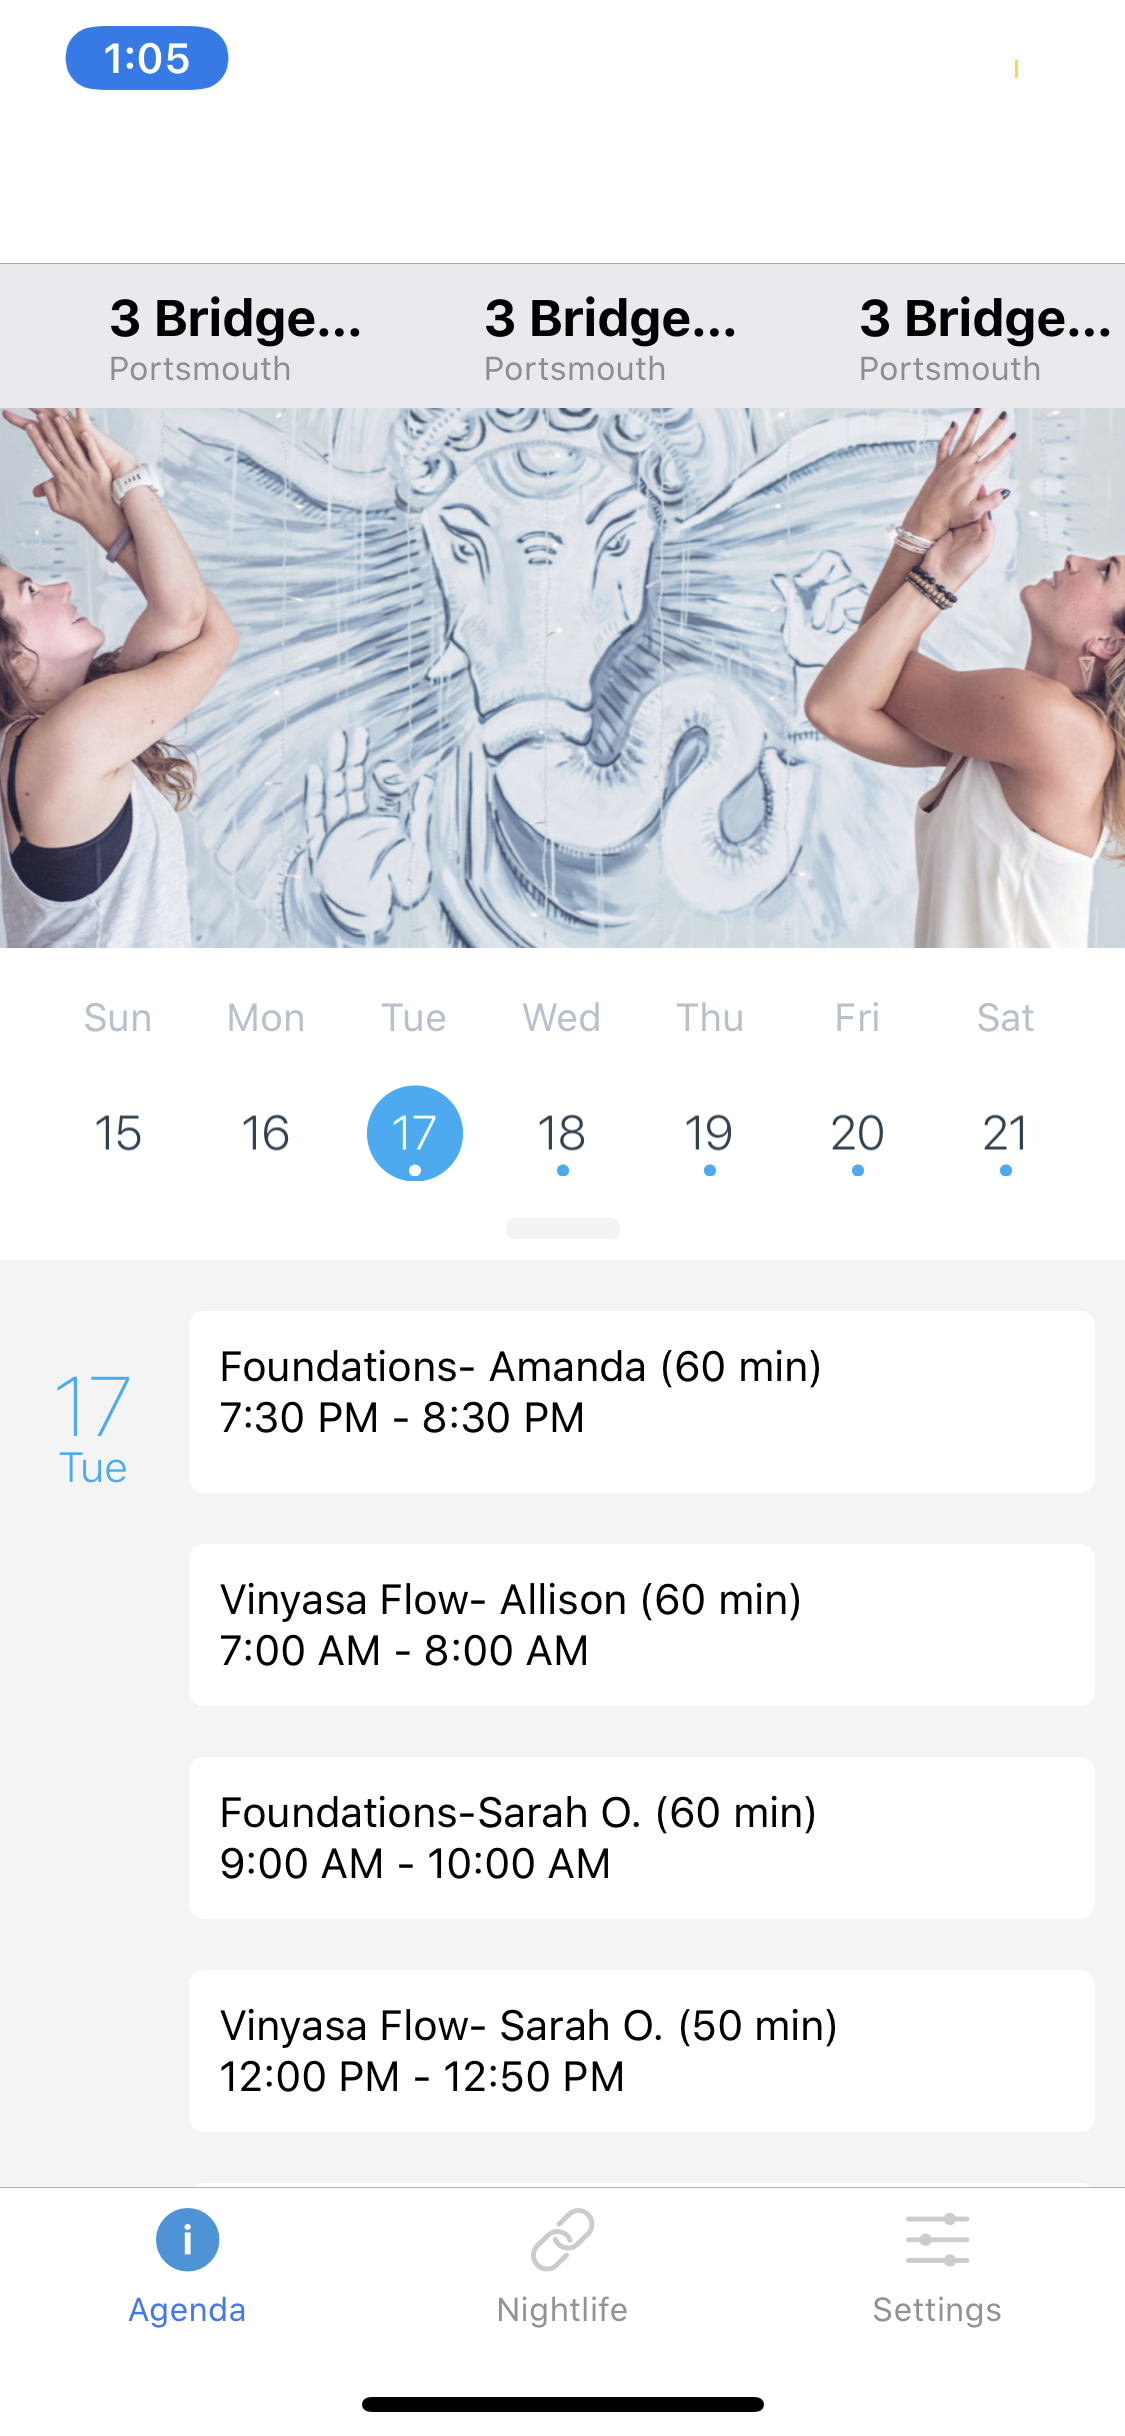 1:05
3 Bridge...
Portsmouth
3 Bridge...
Portsmouth
3 Bridge...
Portsmouth
Sun Mon Tue Wed Thu Fri Sat
15 16 17 18 19 20 21
17
Tue
Foundations- Amanda (60 min)
7:30 PM - 8:30 PM
Vinyasa Flow- Allison (60 min)
7:00 AM - 8:00 AM
Foundations-Sarah O. (60 min)
9:00 AM - 10:00 AM
Vinyasa Flow- Sarah O. (50 min)
12:00 PM - 12:50 PM
Agenda Nightlife Settings